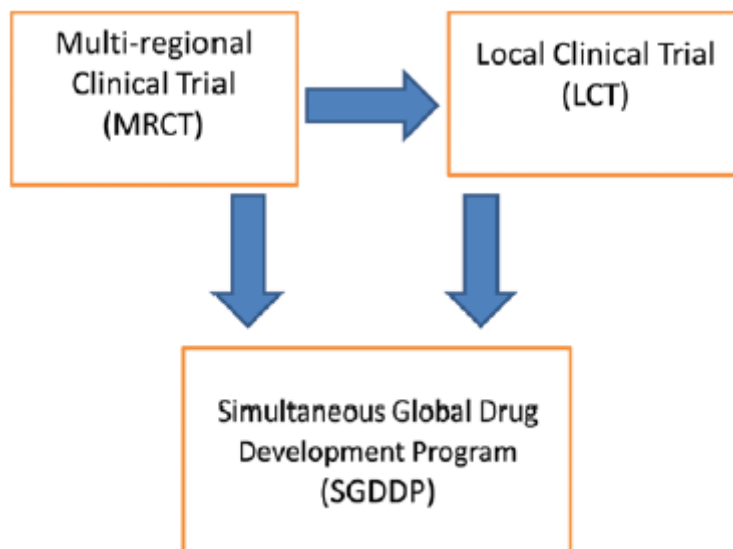 Multi-regional
Clinical Trial
(MRCT)
Local Clinical Trial
(LCT)
Simultaneous Global Drug
Development Program
(SGDDP)